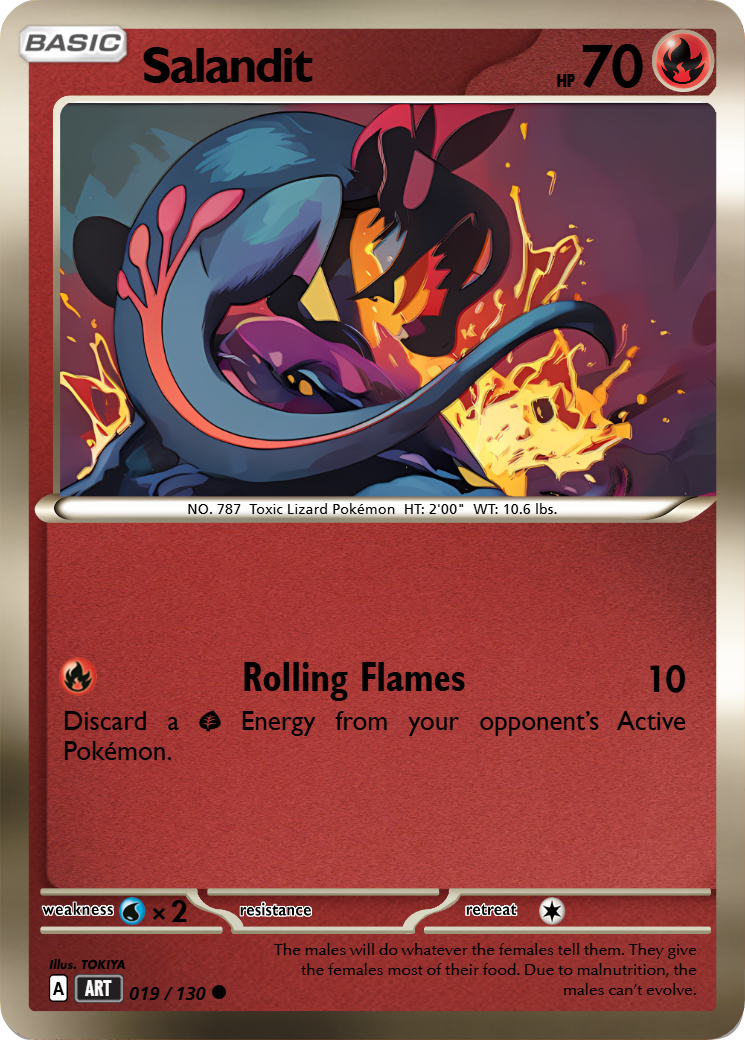 BASIC
Salandit
HP 70
NO. 787 Toxic Lizard Pokémon HT: 2'00" WT: 10.6 lbs.
Rolling Flames 10
Discard a Energy from your opponent's Active
Pokémon.
weakness × 2 resistance retreat
Illus. TOKIYA
A ART 019 / 130
The males will do whatever the females tell them. They give
the females most of their food. Due to malnutrition, the
males can't evolve.